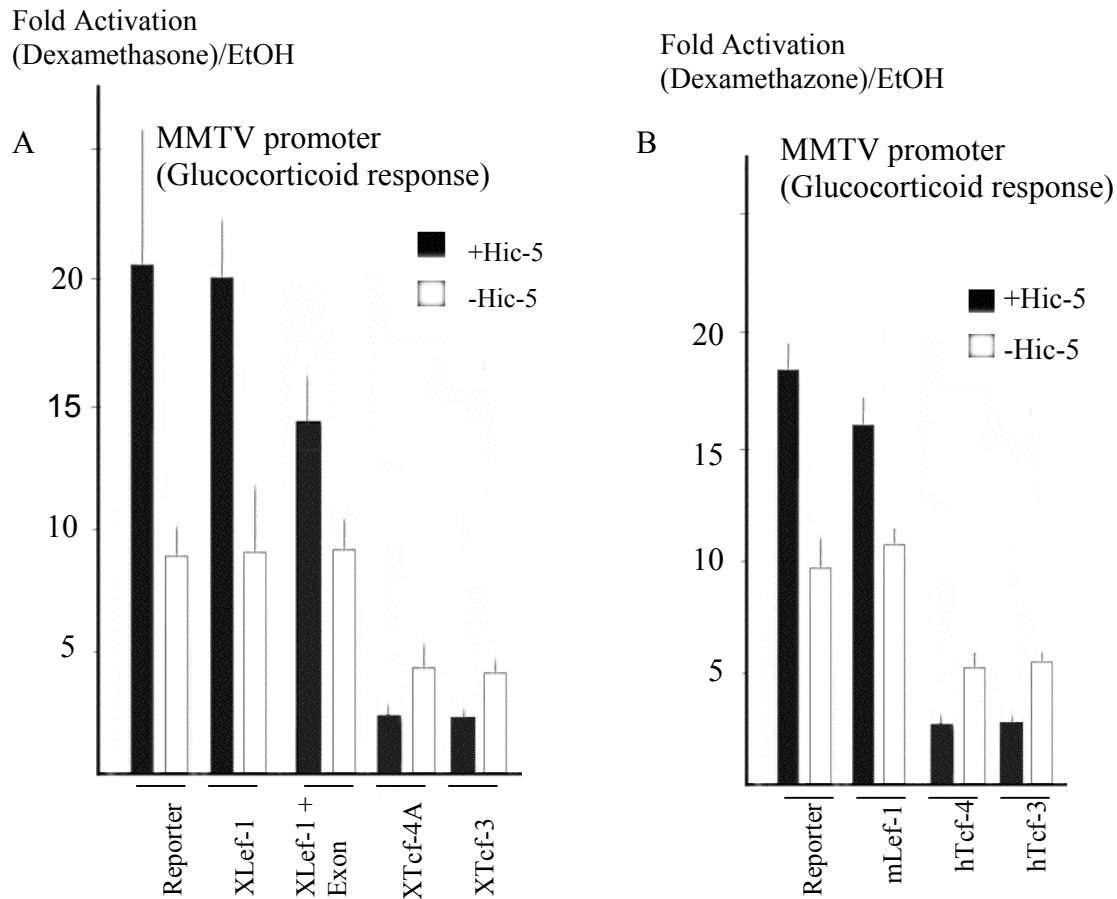 Fold Activation
(Dexamethasone)/EtOH
A
MMTV promoter
(Glucocorticoid response)
+Hic-5
-Hic-5
20
15
10
5
Reporter
XLef-1
XLef-1 +
Exon
XTcf-4A
XTcf-3
Fold Activation
(Dexamethazone)/EtOH
B
MMTV promoter
(Glucocorticoid response)
+Hic-5
-Hic-5
20
15
10
5
Reporter
mLef-1
hTcf-4
hTcf-3